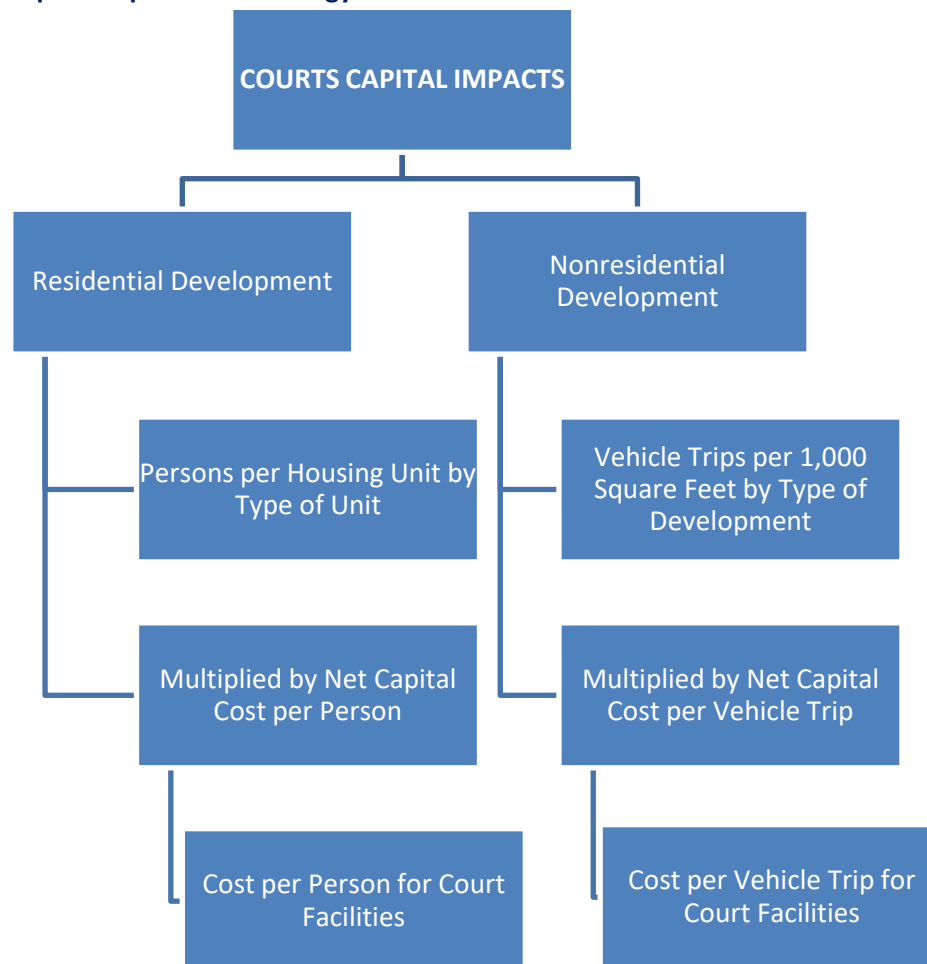 COURTS CAPITAL IMPACTS
Residential Development
Nonresidential
Development
Persons per Housing Unit by
Type of Unit
Vehicle Trips per 1,000
Square Feet by Type of
Development
Multiplied by Net Capital
Cost per Person
Multiplied by Net Capital
Cost per Vehicle Trip
Cost per Person for Court
Facilities
Cost per Vehicle Trip for
Court Facilities